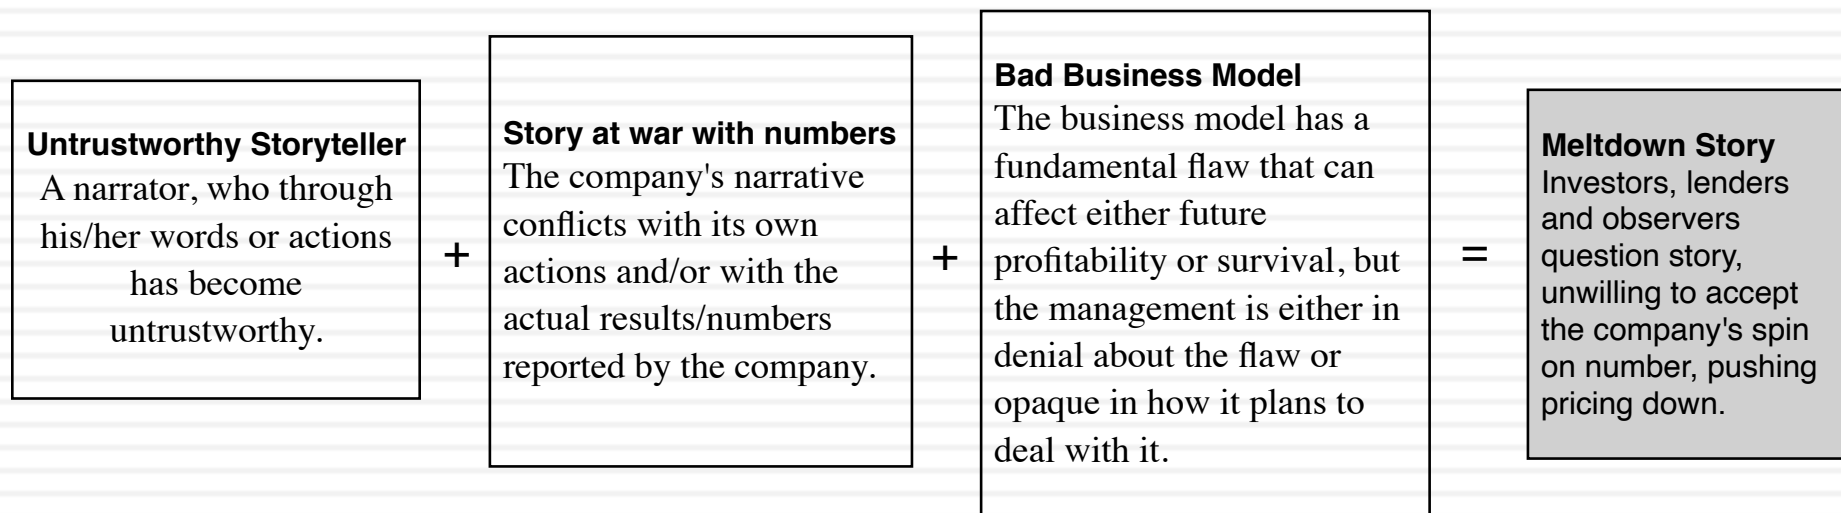 Untrustworthy Storyteller
A narrator, who through
his/her words or actions
has become
untrustworthy.
+
Story at war with numbers
The company's narrative
conflicts with its own
actions and/or with the
actual results/numbers
reported by the company.
+
Bad Business Model
The business model has a
fundamental flaw that can
affect either future
profitability or survival, but
the management is either in
denial about the flaw or
opaque in how it plans to
deal with it.
=
Meltdown Story
Investors, lenders
and observers
question story,
unwilling to accept
the company's spin
on number, pushing
pricing down.